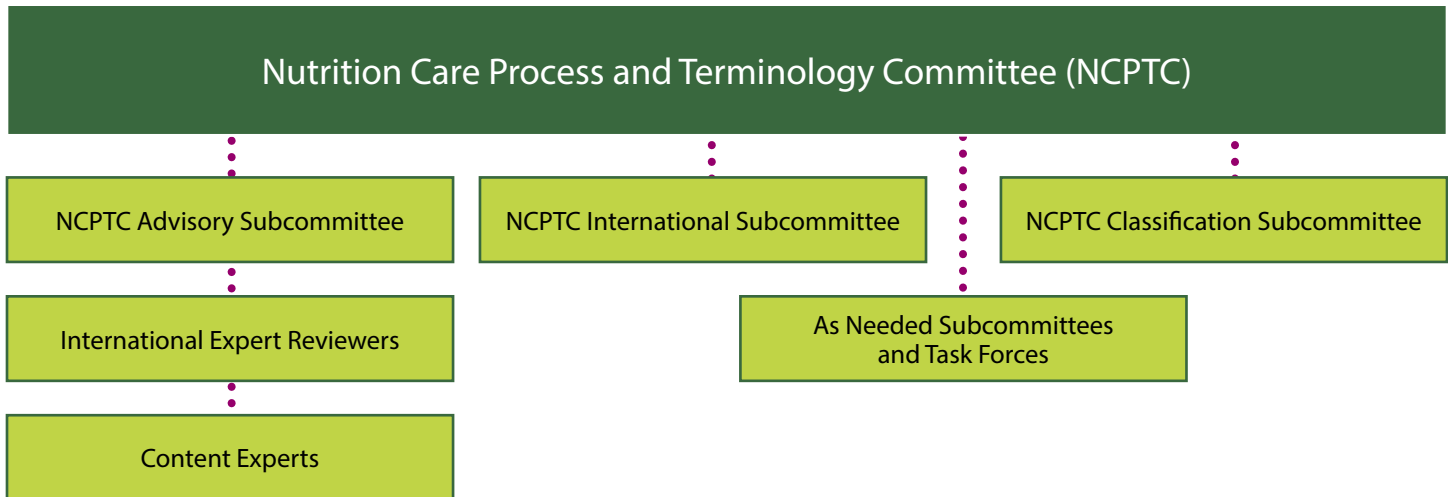 Nutrition Care Process and Terminology Committee (NCPTC)
NCPTC Advisory Subcommittee
NCPTC International Subcommittee
NCPTC Classification Subcommittee
International Expert Reviewers
As Needed Subcommittees
and Task Forces
Content Experts